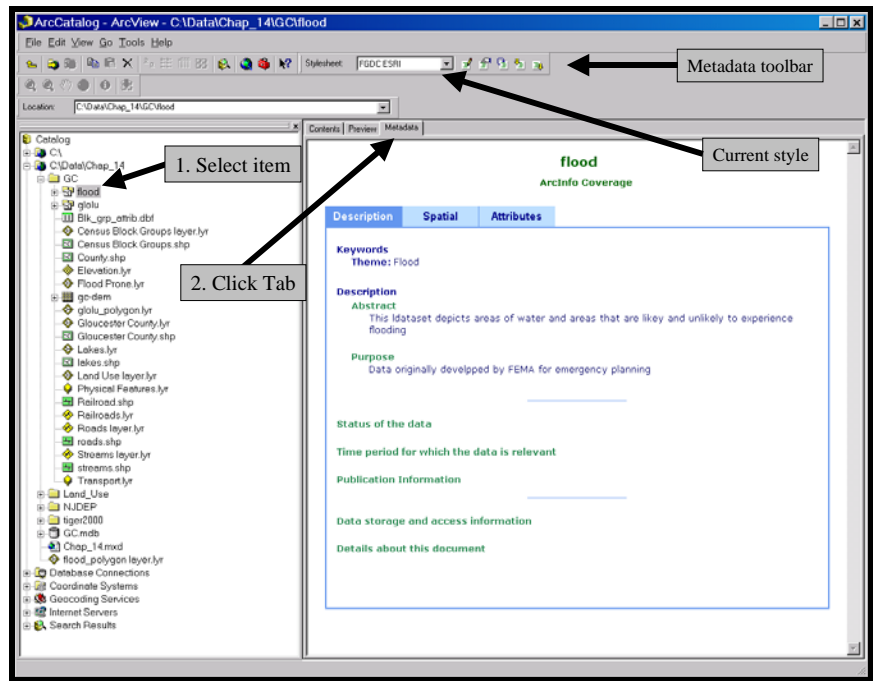 ArcCatalog - ArcView - C:\Data\Chap_14\GC\flood
File Edit View Go Tools Help
Stylesheet: FGDC ESRI
Metadata toolbar
Location: C:\Data\Chap_14\GC\flood
Contents Preview Metadata
Catalog
C:\
C:\Data\Chap_14
GC
flood
glolu
Blk_grp_attrib.dbf
Census Block Groups layer.lyr
Census Block Groups.shp
County.shp
Elevation.lyr
Flood Prone.lyr
gc-dem
glolu_polygon.lyr
Gloucester County.lyr
Gloucester County.shp
Lakes.lyr
lakes.shp
Land Use layer.lyr
Physical Features.lyr
Railroad.shp
Railroads.lyr
Roads layer.lyr
roads.shp
Streams layer.lyr
streams.shp
Transport.lyr
Land_Use
NJDEP
tiger2000
GC.mdb
Chap_14.mxd
flood_polygon layer.lyr
Database Connections
Coordinate Systems
Geocoding Services
Internet Servers
Search Results
1. Select item
2. Click Tab
Current style
flood
ArcInfo Coverage
Description Spatial Attributes
Keywords
Theme: Flood
Description
Abstract
This ldataset depicts areas of water and areas that are likey and unlikely to experience
flooding
Purpose
Data originally develpped by FEMA for emergency planning
Status of the data
Time period for which the data is relevant
Publication Information
Data storage and access information
Details about this document